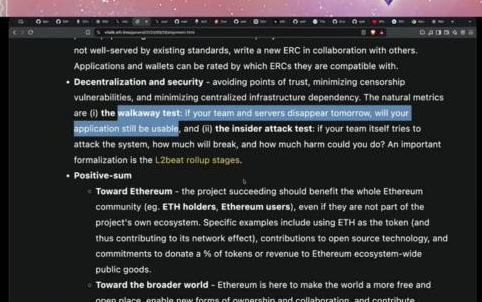 not well-served by existing standards, write a new ERC in collaboration with others.
Applications and wallets can be rated by which ERCs they are compatible with.
• Decentralization and security - avoiding points of trust, minimizing censorship
vulnerabilities, and minimizing centralized infrastructure dependency. The natural metrics
are (i) the walkaway test: if your team and servers disappear tomorrow, will your
application still be usable, and (ii) the insider attack test: if your team itself tries to
attack the system, how much will break, and how much harm could you do? An important
formalization is the L2beat rollup stages.
• Positive-sum
◦ Toward Ethereum - the project succeeding should benefit the whole Ethereum
community (eg. ETH holders, Ethereum users), even if they are not part of the
project's own ecosystem. Specific examples include using ETH as the token (and
thus contributing to its network effect), contributions to open source technology, and
commitments to donate a % of tokens or revenue to Ethereum ecosystem-wide
public goods.
◦ Toward the broader world - Ethereum is here to make the world a more free and
open place, enable new forms of ownership and collaboration, and contribute